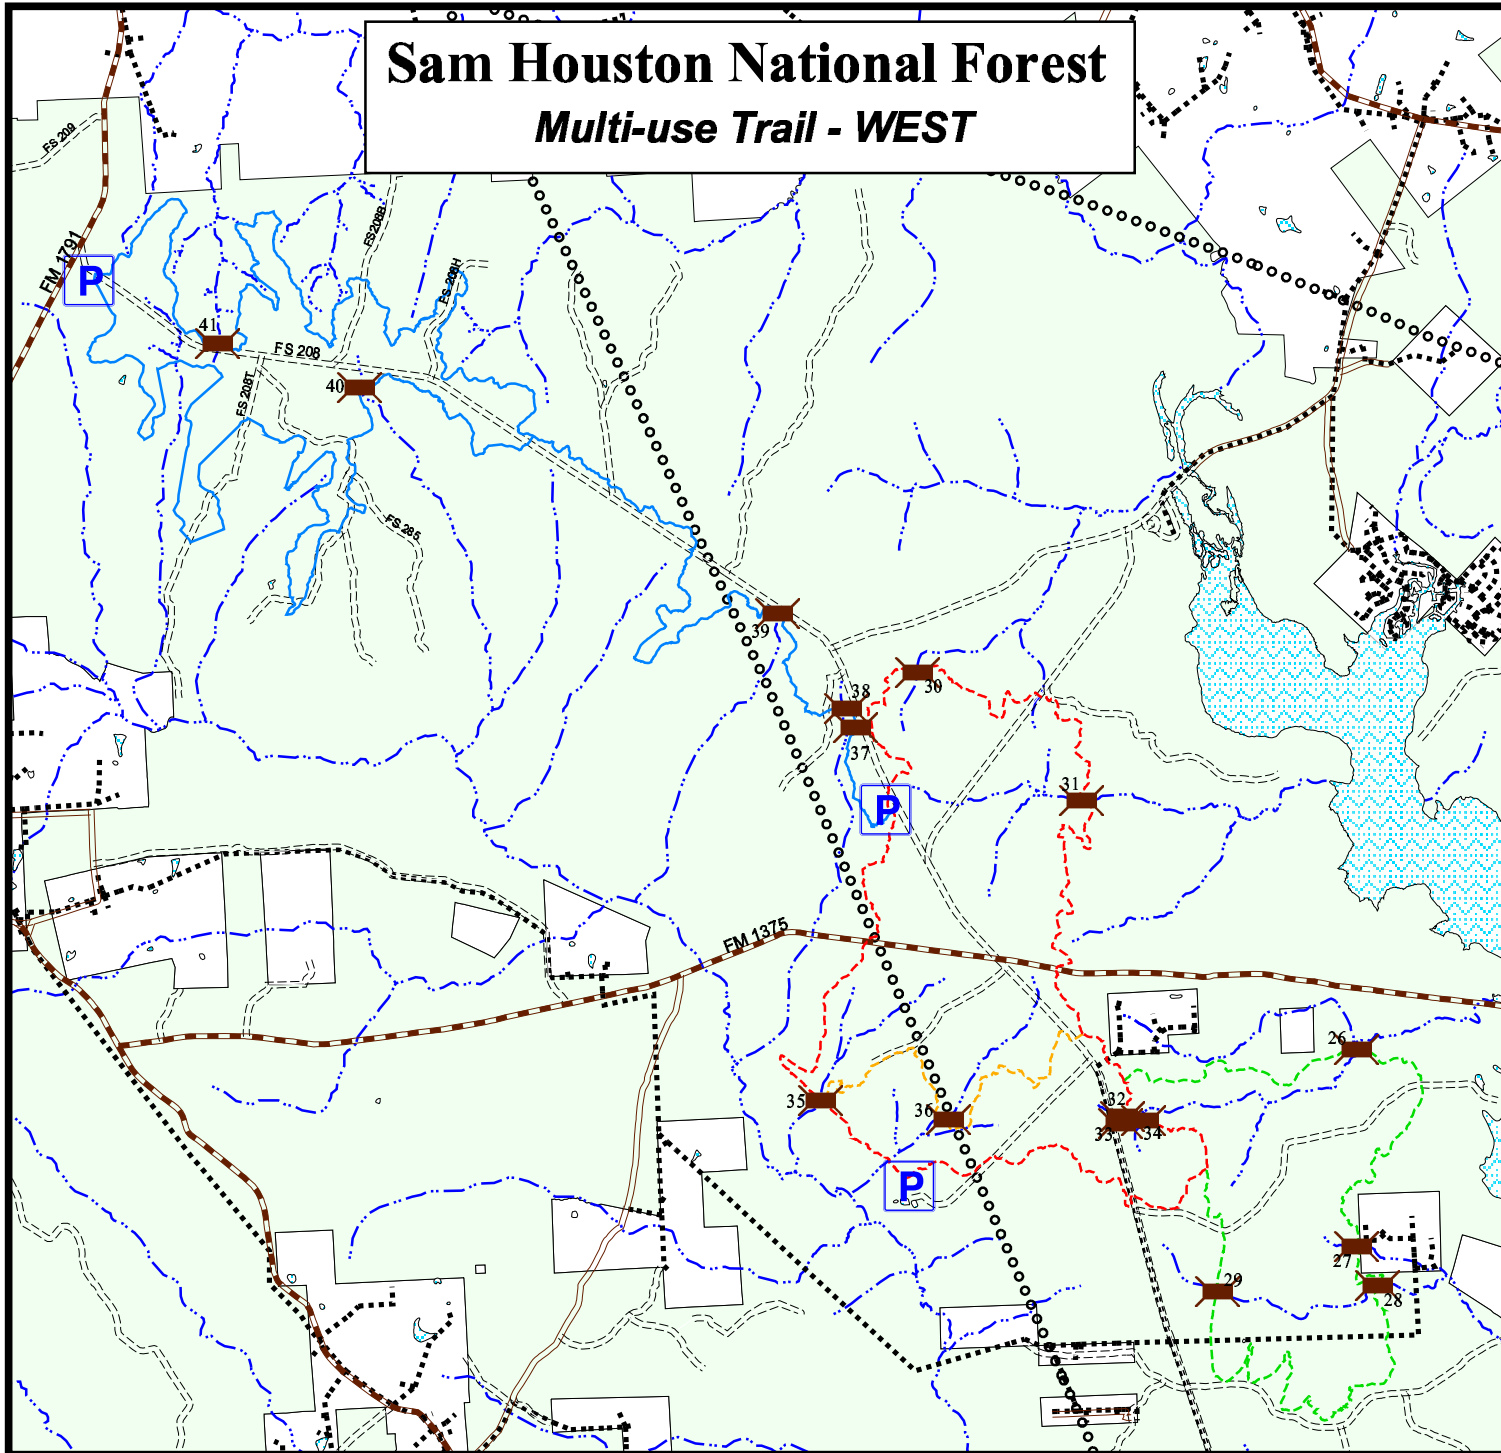 Sam Houston National Forest
Multi-use Trail - WEST
FS 209
FM 1791
P
FS208B
FS 208H
41
FS 208
40
FS 208T
FS 285
39
30
38
37
31
P
FM 1375
26
35
36
32
33
34
P
27
29
28